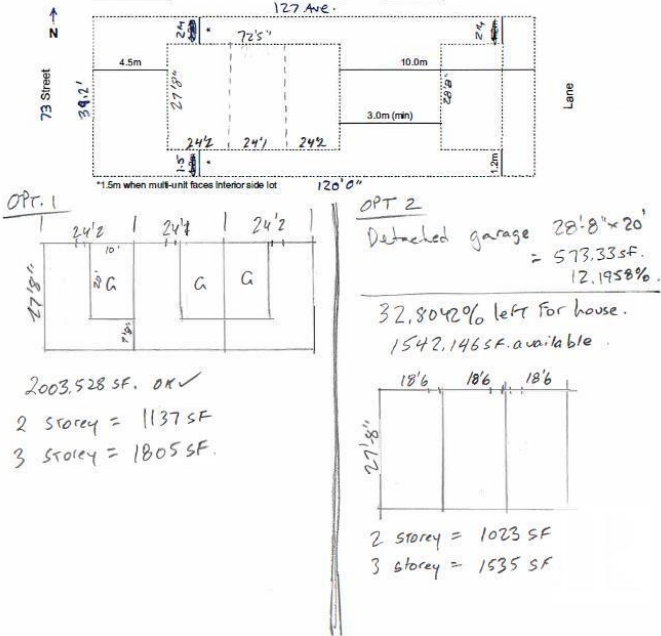 127 Ave.
N
2.4
*
72'5"
2.4
4.5m
10.0m
73 Street
39.2'
27'8"
28'8"
Lane
3.0m (min)
24'2
24'1
24'2
1.5
*
1.2m
*1.5m when multi-unit faces interior side lot
120'0"
OPT. 1
24'2
24'1
24'2
10'
27'8"
20'
G
G
G
7'8"
2003.528 SF. OK✓
2 storey = 1137 SF
3 storey = 1805 SF.
OPT 2
Detached garage 28'-8" x 20'
= 573.33 sf.
12.1958%.
32.8042% left for house.
1542.146 SF. available.
18'6
18'6
18'6
27'-8"
2 storey = 1023 SF
3 storey = 1535 SF